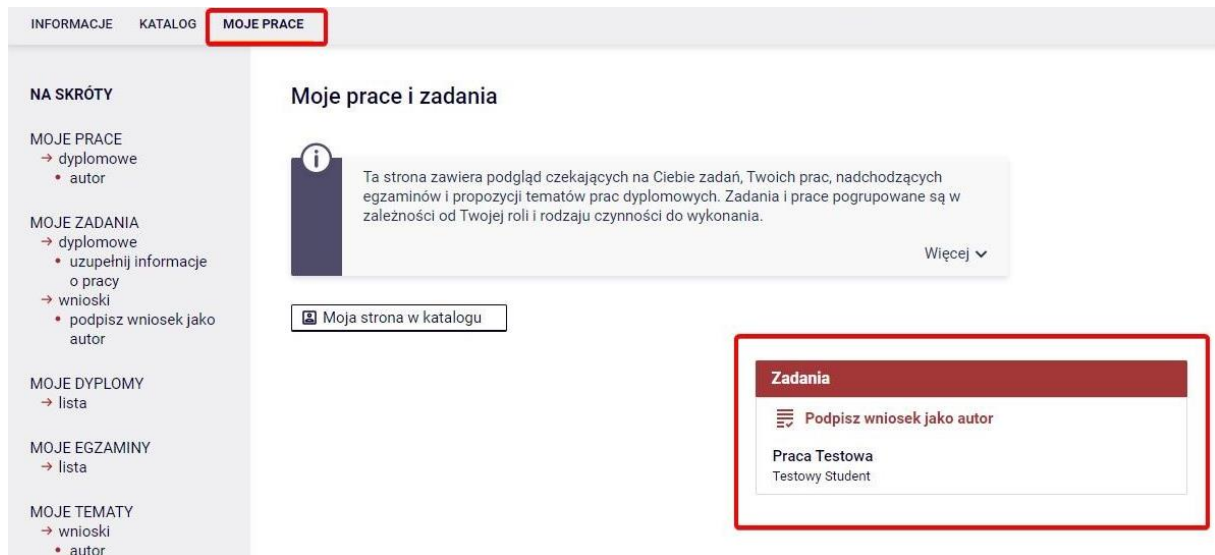 INFORMACJE KATALOG MOJE PRACE
NA SKRÓTY
MOJE PRACE
→ dyplomowe
• autor
MOJE ZADANIA
→ dyplomowe
• uzupełnij informacje
o pracy
→ wnioski
• podpisz wniosek jako
autor
MOJE DYPLOMY
→ lista
MOJE EGZAMINY
→ lista
MOJE TEMATY
→ wnioski
• autor
Moje prace i zadania
Ta strona zawiera podgląd czekających na Ciebie zadań, Twoich prac, nadchodzących
egzaminów i propozycji tematów prac dyplomowych. Zadania i prace pogrupowane są w
zależności od Twojej roli i rodzaju czynności do wykonania.
Więcej
Moja strona w katalogu
Zadania
Podpisz wniosek jako autor
Praca Testowa
Testowy Student